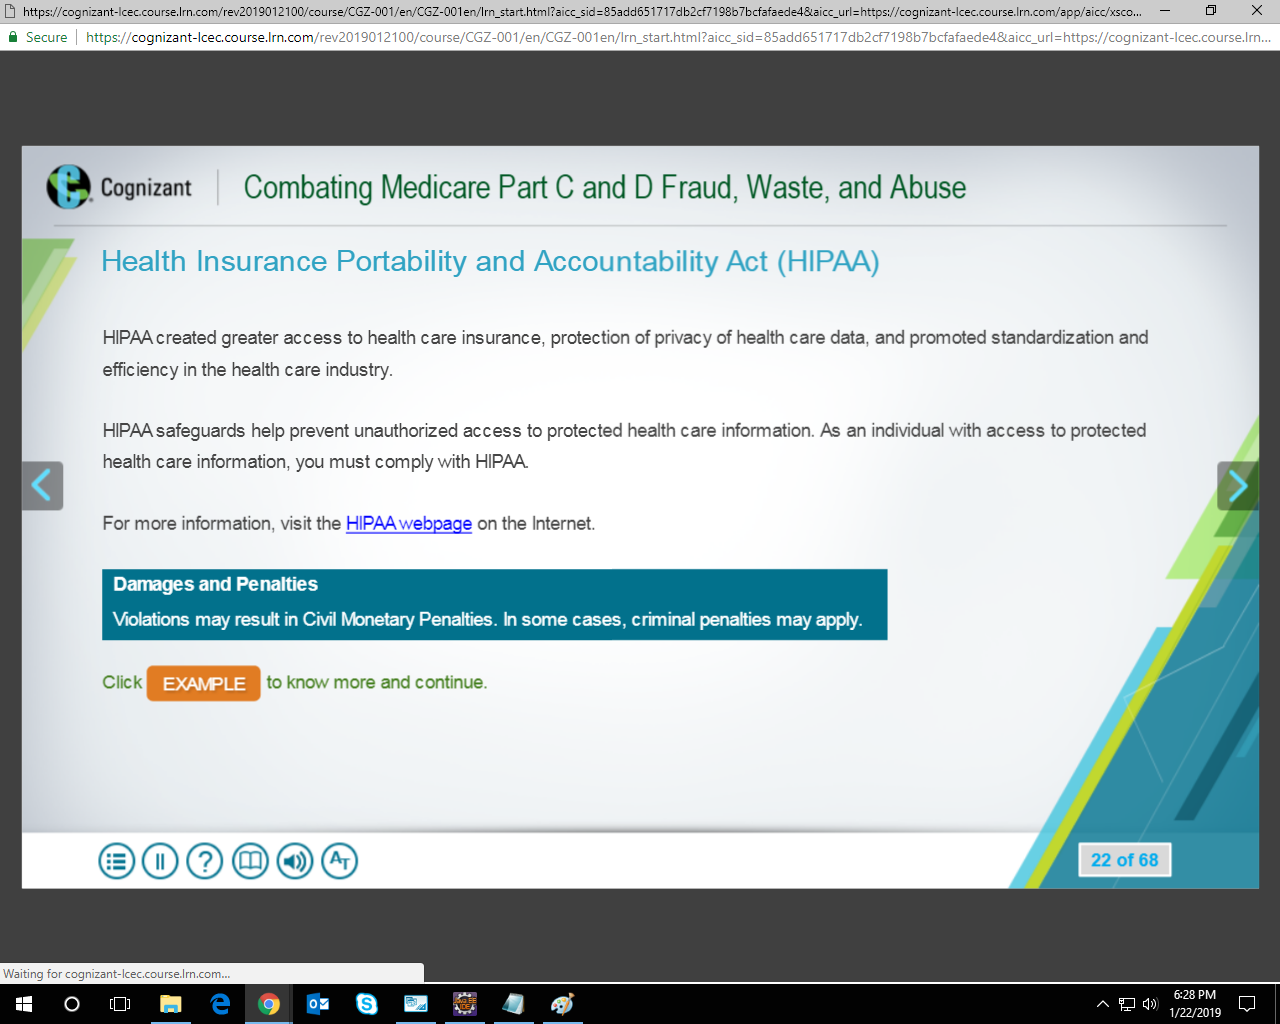 https://cognizant-lcec.course.lrn.com/rev2019012100/course/CGZ-001/en/CGZ-001en/lrn_start.html?aicc_sid=85add651717db2cf7198b7bcfafaede4&aicc_url=https://cognizant-lcec.course.lrn.com/app/aicc/xsco...
Secure https://cognizant-lcec.course.lrn.com/rev2019012100/course/CGZ-001/en/CGZ-001en/lrn_start.html?aicc_sid=85add651717db2cf7198b7bcfafaede4&aicc_url=https://cognizant-lcec.course.lrn...
Cognizant Combating Medicare Part C and D Fraud, Waste, and Abuse
Health Insurance Portability and Accountability Act (HIPAA)
HIPAA created greater access to health care insurance, protection of privacy of health care data, and promoted standardization and
efficiency in the health care industry.
HIPAA safeguards help prevent unauthorized access to protected health care information. As an individual with access to protected
health care information, you must comply with HIPAA.
For more information, visit the HIPAA webpage on the Internet.
Damages and Penalties
Violations may result in Civil Monetary Penalties. In some cases, criminal penalties may apply.
Click EXAMPLE to know more and continue.
22 of 68
Waiting for cognizant-lcec.course.lrn.com...
6:28 PM
1/22/2019